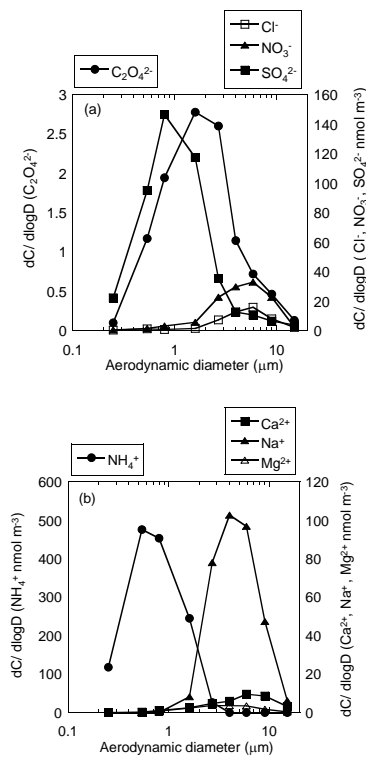 C₂O₄²⁻
Cl⁻
NO₃⁻
SO₄²⁻
(a)
3
2.5
2
1.5
1
0.5
0
160
140
120
100
80
60
40
20
0
dC/ dlogD (C₂O₄²⁻)
dC/ dlogD ( Cl⁻, NO₃⁻, SO₄²⁻ nmol m⁻³)
0.1
1
10
Aerodynamic diameter (μm)
NH₄⁺
Ca²⁺
Na⁺
Mg²⁺
(b)
600
500
400
300
200
100
0
120
100
80
60
40
20
0
dC/ dlogD (NH₄⁺ nmol m⁻³)
dC/ dlogD (Ca²⁺, Na⁺, Mg²⁺ nmol m⁻³)
0.1
1
10
Aerodynamic diameter (μm)